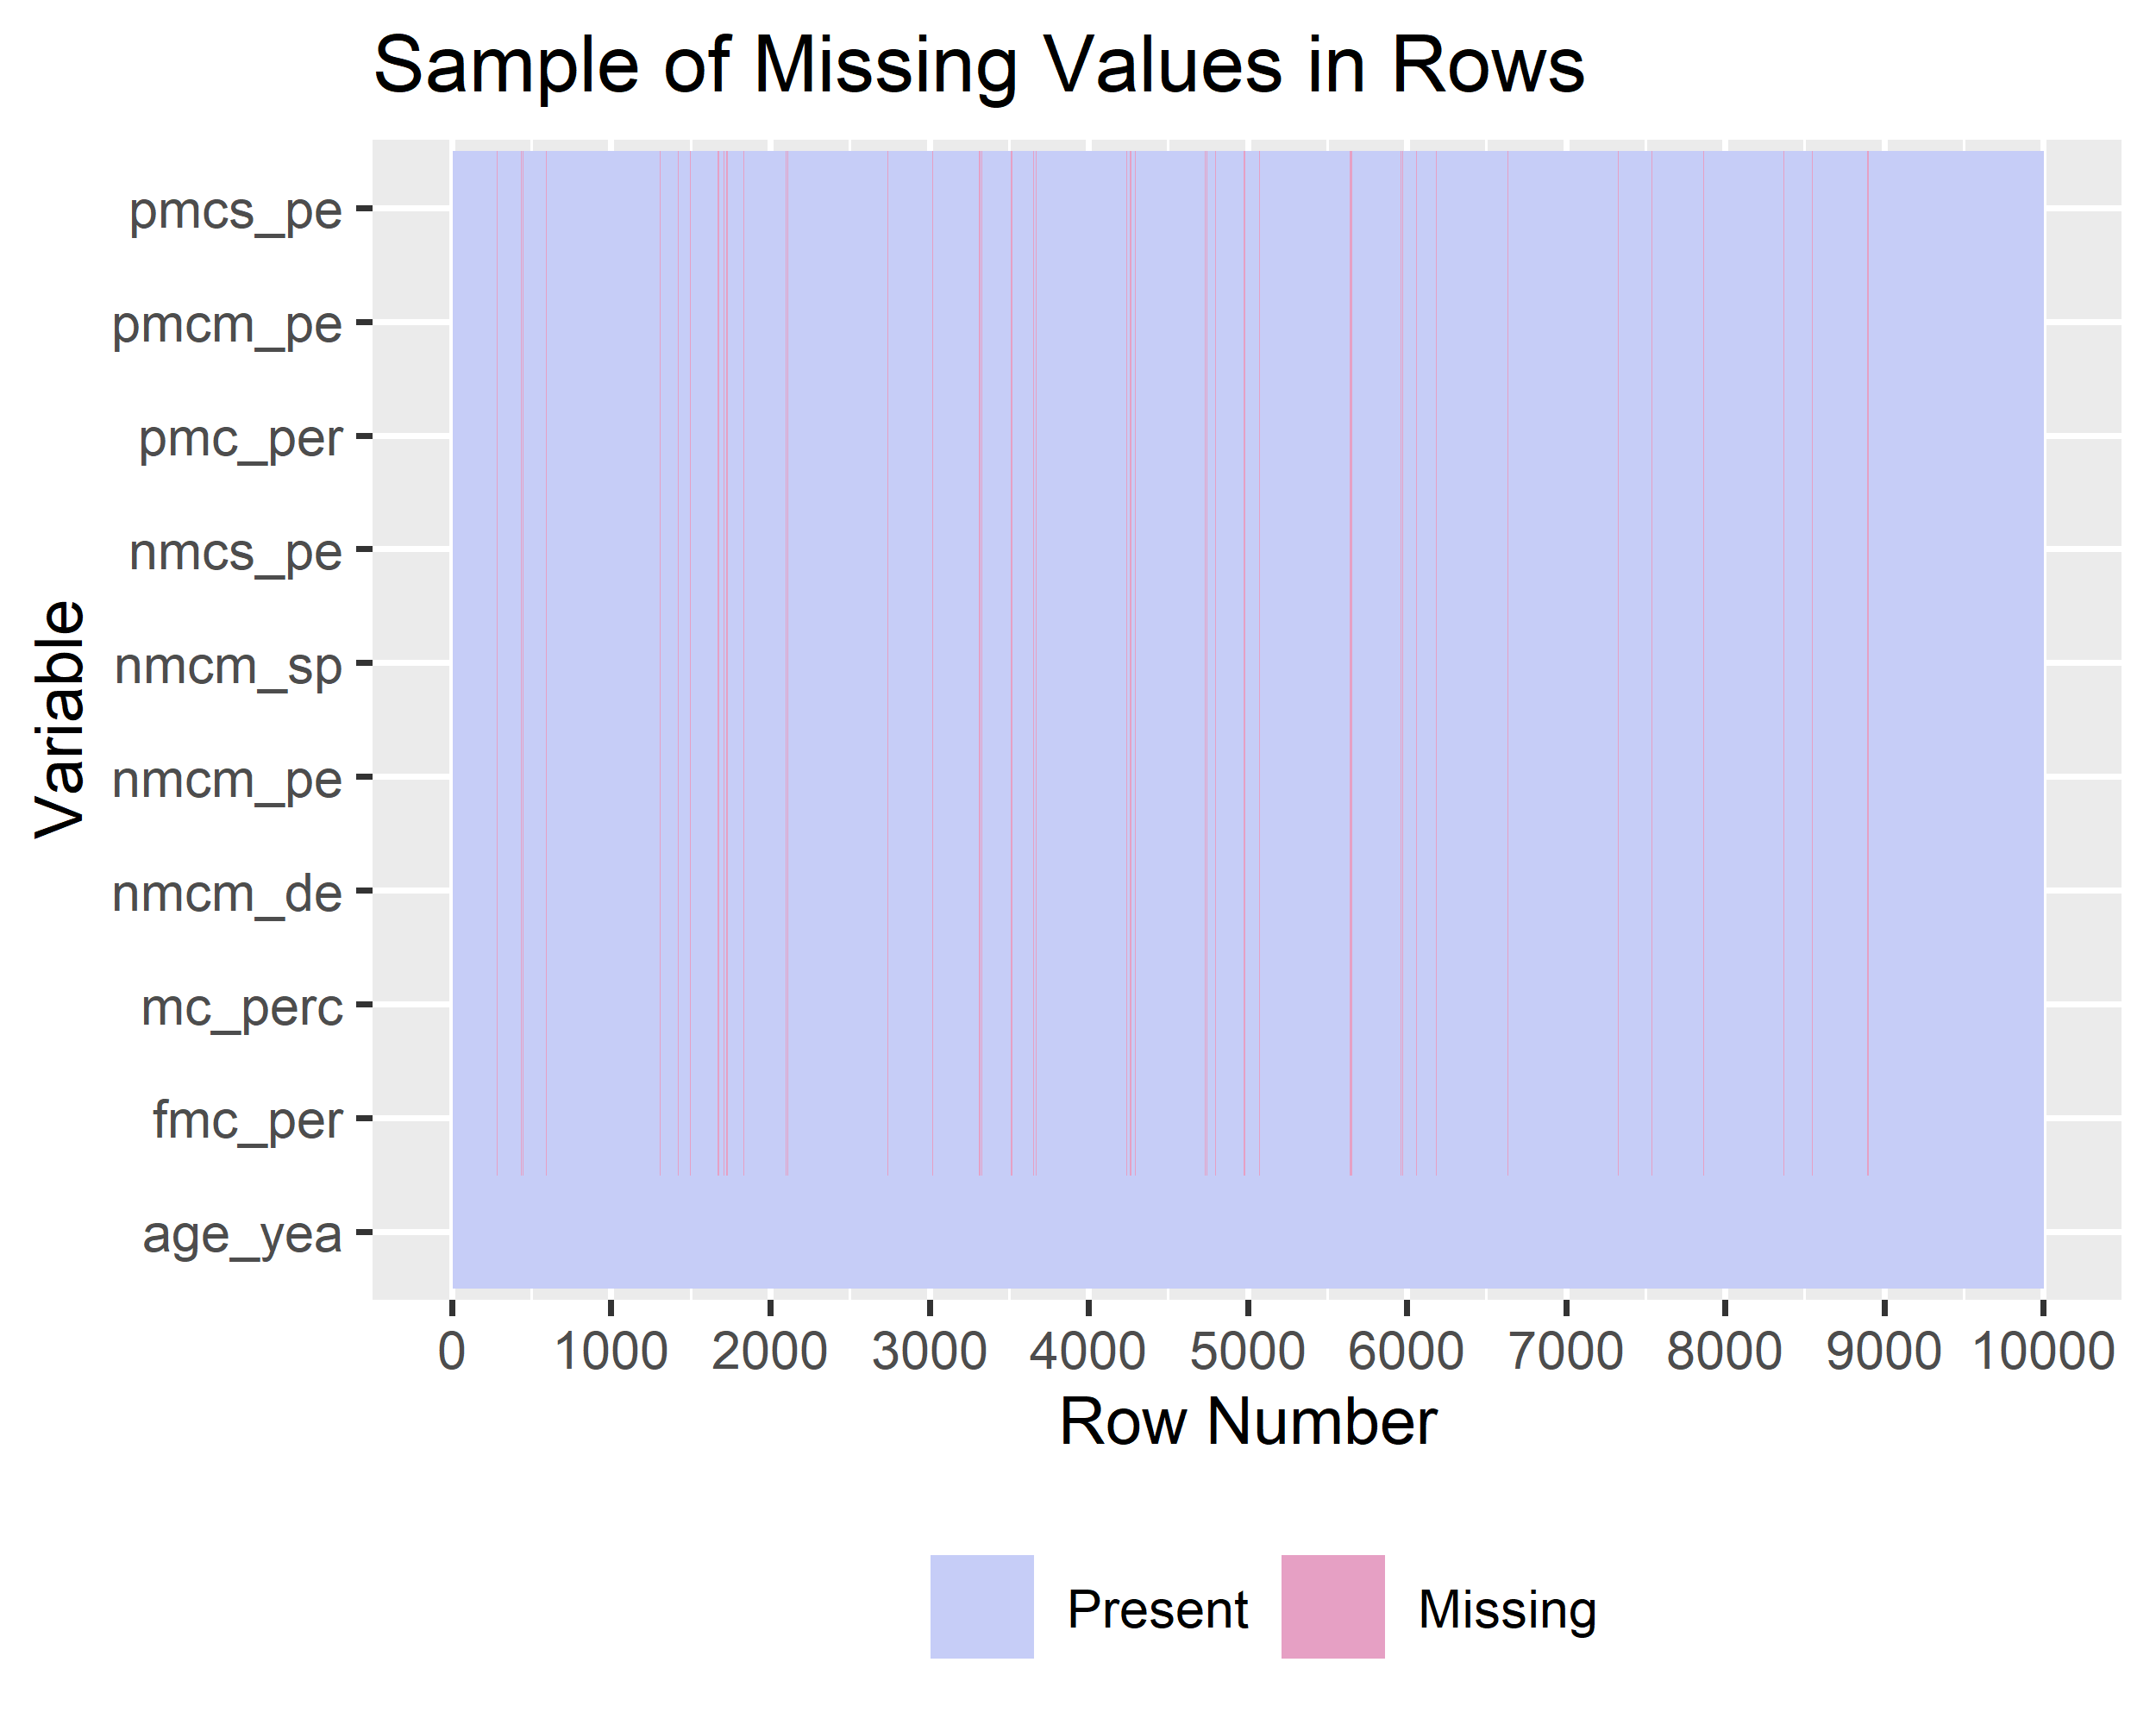 Sample of Missing Values in Rows
Variable
pmcs_pe
pmcm_pe
pmc_per
nmcs_pe
nmcm_sp
nmcm_pe
nmcm_de
mc_perc
fmc_per
age_yea
0 1000 2000 3000 4000 5000 6000 7000 8000 9000 10000
Row Number
Present Missing